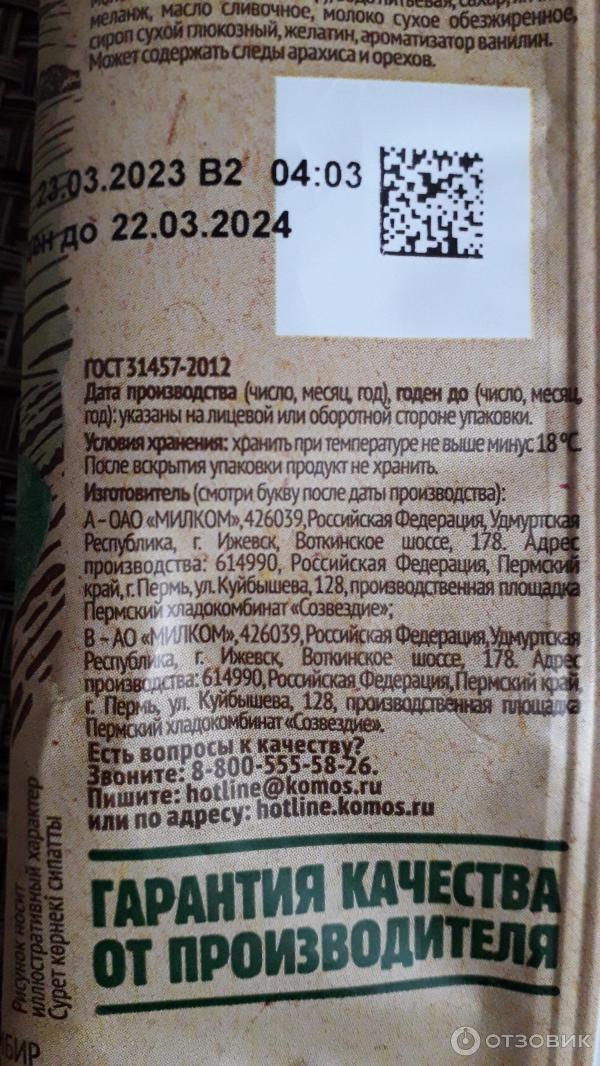 вода питьевая, сахар,
меланж, масло сливочное, молоко сухое обезжиренное,
сироп сухой глюкозный, желатин, ароматизатор ванилин.
Может содержать следы арахиса и орехов.
23.03.2023 B2 04:03
до 22.03.2024
ГОСТ 31457-2012
Дата производства (число, месяц, год), годен до (число, месяц,
год): указаны на лицевой или оборотной стороне упаковки.
Условия хранения: хранить при температуре не выше минус 18 °С.
После вскрытия упаковки продукт не хранить.
Изготовитель (смотри букву после даты производства):
А – ОАО «МИЛКОМ», 426039, Российская Федерация, Удмуртская
Республика, г. Ижевск, Воткинское шоссе, 178. Адрес
производства: 614990, Российская Федерация, Пермский
край, г. Пермь, ул. Куйбышева, 128, производственная площадка
Пермский хладокомбинат «Созвездие»;
В – АО «МИЛКОМ», 426039, Российская Федерация, Удмуртская
Республика, г. Ижевск, Воткинское шоссе, 178. Адрес
производства: 614990, Российская Федерация, Пермский край,
г. Пермь, ул. Куйбышева, 128, производственная площадка
Пермский хладокомбинат «Созвездие».
Есть вопросы к качеству?
Звоните: 8-800-555-58-26.
Пишите: hotline@komos.ru
или по адресу: hotline.komos.ru
ГАРАНТИЯ КАЧЕСТВА
ОТ ПРОИЗВОДИТЕЛЯ
Рисунок носит
иллюстративный характер
Сурет көрнекі сипатты
ОТЗОВИК